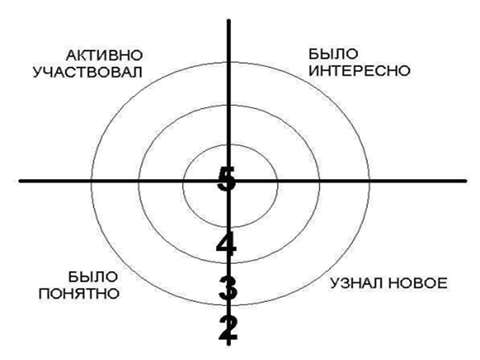 АКТИВНО
УЧАСТВОВАЛ
БЫЛО
ИНТЕРЕСНО
5
4
БЫЛО
ПОНЯТНО
3
УЗНАЛ НОВОЕ
2